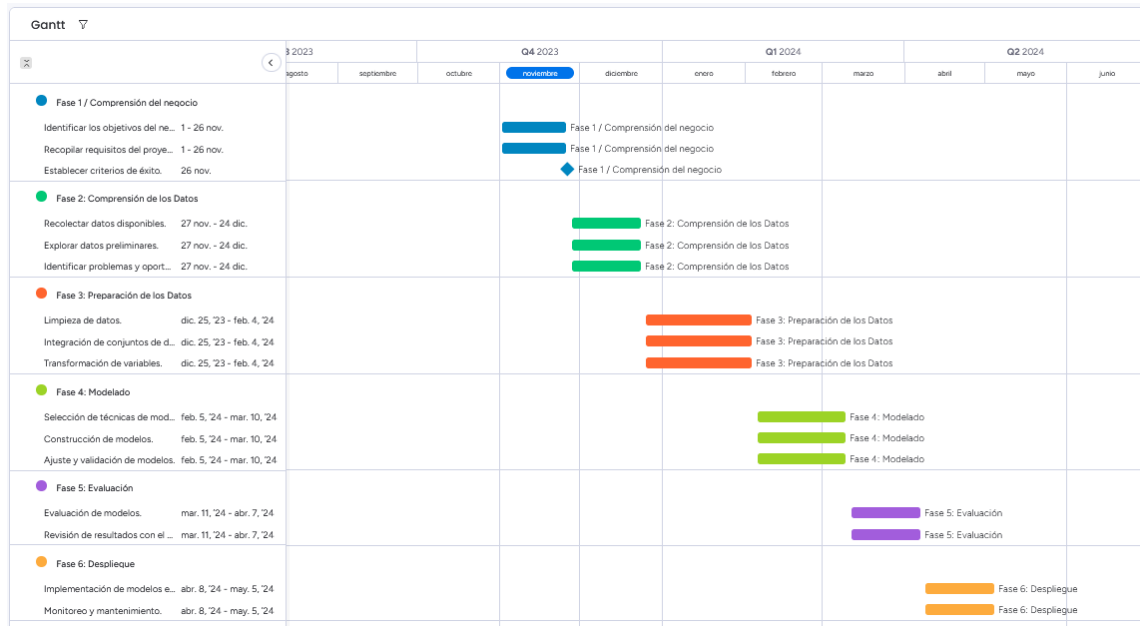 Gantt
3 2023 Q4 2023 Q1 2024 Q2 2024
agosto septiembre octubre noviembre diciembre enero febrero marzo abril mayo junio
Fase 1 / Comprensión del negocio
Identificar los objetivos del ne... 1 - 26 nov. Fase 1 / Comprensión del negocio
Recopilar requisitos del proye... 1 - 26 nov. Fase 1 / Comprensión del negocio
Establecer criterios de éxito. 26 nov. Fase 1 / Comprensión del negocio
Fase 2: Comprensión de los Datos
Recolectar datos disponibles. 27 nov. - 24 dic. Fase 2: Comprensión de los Datos
Explorar datos preliminares. 27 nov. - 24 dic. Fase 2: Comprensión de los Datos
Identificar problemas y oport... 27 nov. - 24 dic. Fase 2: Comprensión de los Datos
Fase 3: Preparación de los Datos
Limpieza de datos. dic. 25, '23 - feb. 4, '24 Fase 3: Preparación de los Datos
Integración de conjuntos de d... dic. 25, '23 - feb. 4, '24 Fase 3: Preparación de los Datos
Transformación de variables. dic. 25, '23 - feb. 4, '24 Fase 3: Preparación de los Datos
Fase 4: Modelado
Selección de técnicas de mod... feb. 5, '24 - mar. 10, '24 Fase 4: Modelado
Construcción de modelos. feb. 5, '24 - mar. 10, '24 Fase 4: Modelado
Ajuste y validación de modelos. feb. 5, '24 - mar. 10, '24 Fase 4: Modelado
Fase 5: Evaluación
Evaluación de modelos. mar. 11, '24 - abr. 7, '24 Fase 5: Evaluación
Revisión de resultados con el ... mar. 11, '24 - abr. 7, '24 Fase 5: Evaluación
Fase 6: Despliegue
Implementación de modelos e... abr. 8, '24 - may. 5, '24 Fase 6: Despliegue
Monitoreo y mantenimiento. abr. 8, '24 - may. 5, '24 Fase 6: Despliegue